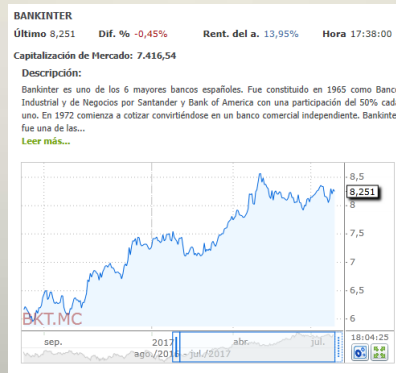 BANKINTER
Último 8,251 Dif. % -0,45% Rent. del a. 13,95% Hora 17:38:00
Capitalización de Mercado: 7.416,54
Descripción:
Bankinter es uno de los 6 mayores bancos españoles. Fue constituido en 1965 como Banco
Industrial y de Negocios por Santander y Bank of America con una participación del 50% cada
uno. En 1972 comienza a cotizar convirtiéndose en un banco comercial independiente. Bankinte
fue una de las...
Leer más...
8,5
8,251
8
7,5
7
6,5
6
BKT.MC
sep. 2017 abr. jul. 18:04:25
ago./2016 - jul./2017